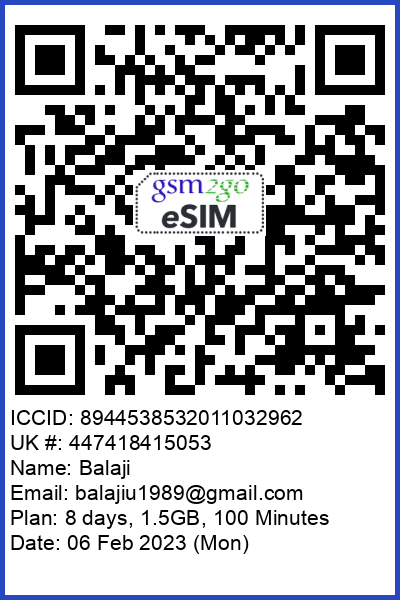 gsm2go
eSIM
ICCID: 8944538532011032962
UK #: 447418415053
Name: Balaji
Email: balajiu1989@gmail.com
Plan: 8 days, 1.5GB, 100 Minutes
Date: 06 Feb 2023 (Mon)